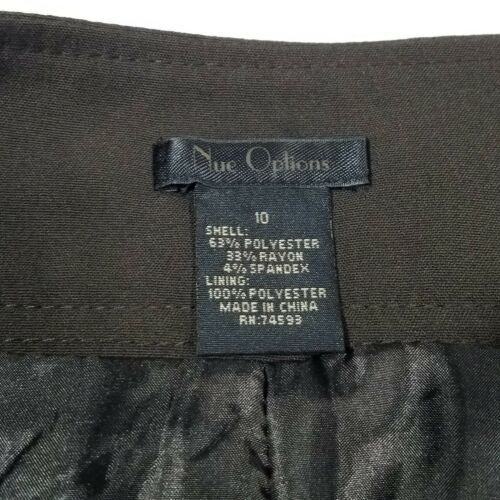 Nue Options
10
SHELL:
63% POLYESTER
33% RAYON
4% SPANDEX
LINING:
100% POLYESTER
MADE IN CHINA
RN:74593